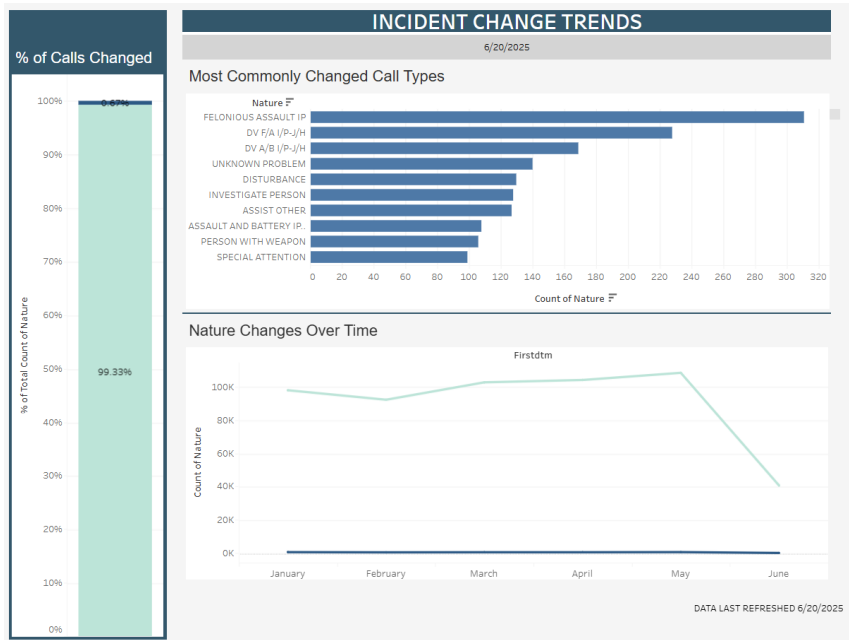 INCIDENT CHANGE TRENDS
6/20/2025
% of Calls Changed
100%
90%
80%
70%
60%
50%
40%
30%
20%
10%
0%
% of Total Count of Nature
0.67%
99.33%
Most Commonly Changed Call Types
Nature
FELONIOUS ASSAULT IP
DV F/A I/P-J/H
DV A/B I/P-J/H
UNKNOWN PROBLEM
DISTURBANCE
INVESTIGATE PERSON
ASSIST OTHER
ASSAULT AND BATTERY IP..
PERSON WITH WEAPON
SPECIAL ATTENTION
0 20 40 60 80 100 120 140 160 180 200 220 240 260 280 300 320
Count of Nature
Nature Changes Over Time
Firstdtm
100K
80K
60K
40K
20K
0K
Count of Nature
January February March April May June
DATA LAST REFRESHED 6/20/2025